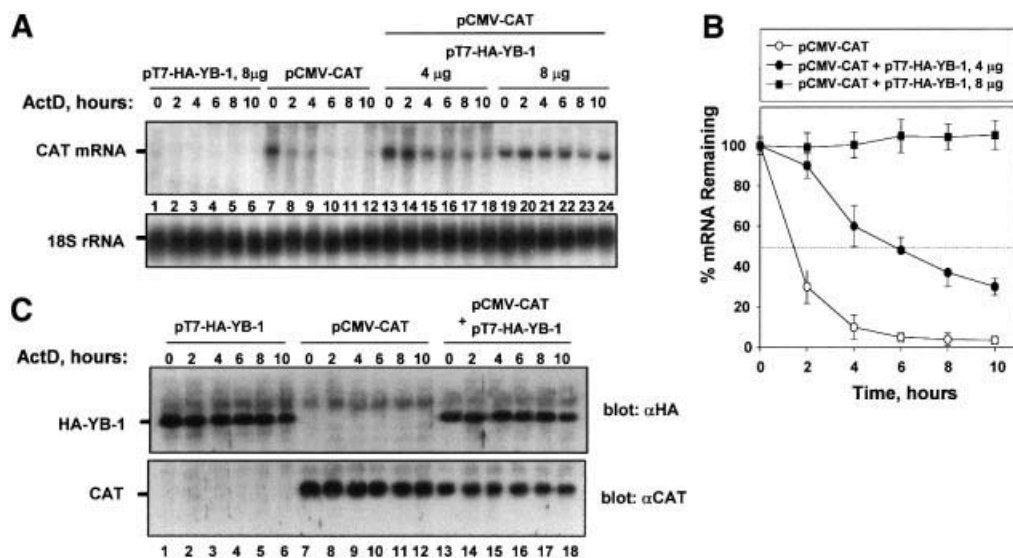 A
pCMV-CAT
pT7-HA-YB-1
pT7-HA-YB-1, 8μg pCMV-CAT 4 μg 8 μg
ActD, hours: 0 2 4 6 8 10 0 2 4 6 8 10 0 2 4 6 8 10 0 2 4 6 8 10
CAT mRNA
1 2 3 4 5 6 7 8 9 10 11 12 13 14 15 16 17 18 19 20 21 22 23 24
18S rRNA
B
pCMV-CAT
pCMV-CAT + pT7-HA-YB-1, 4 μg
pCMV-CAT + pT7-HA-YB-1, 8 μg
% mRNA Remaining
100
80
60
40
20
0
0 2 4 6 8 10
Time, hours
C
pT7-HA-YB-1 pCMV-CAT pCMV-CAT
+ pT7-HA-YB-1
ActD, hours: 0 2 4 6 8 10 0 2 4 6 8 10 0 2 4 6 8 10
HA-YB-1
blot: αHA
CAT
blot: αCAT
1 2 3 4 5 6 7 8 9 10 11 12 13 14 15 16 17 18